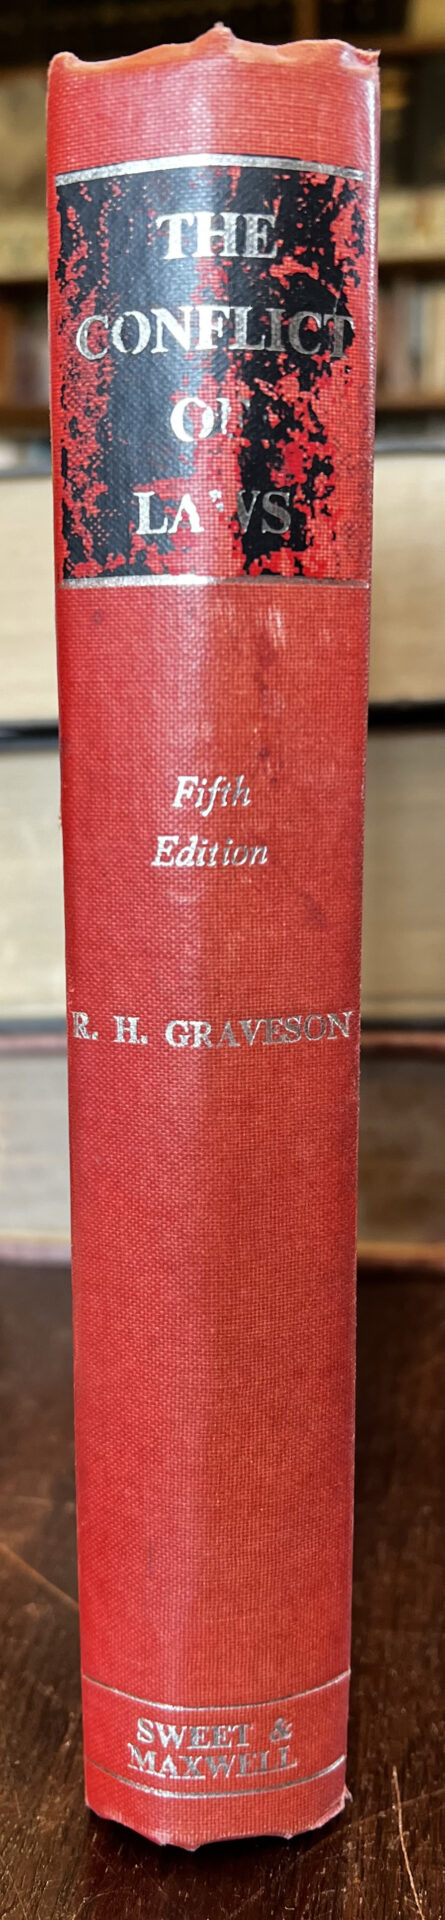 THE
CONFLICT
OF
LAWS
Fifth
Edition
R. H. GRAVESON
SWEET &
MAXWELL